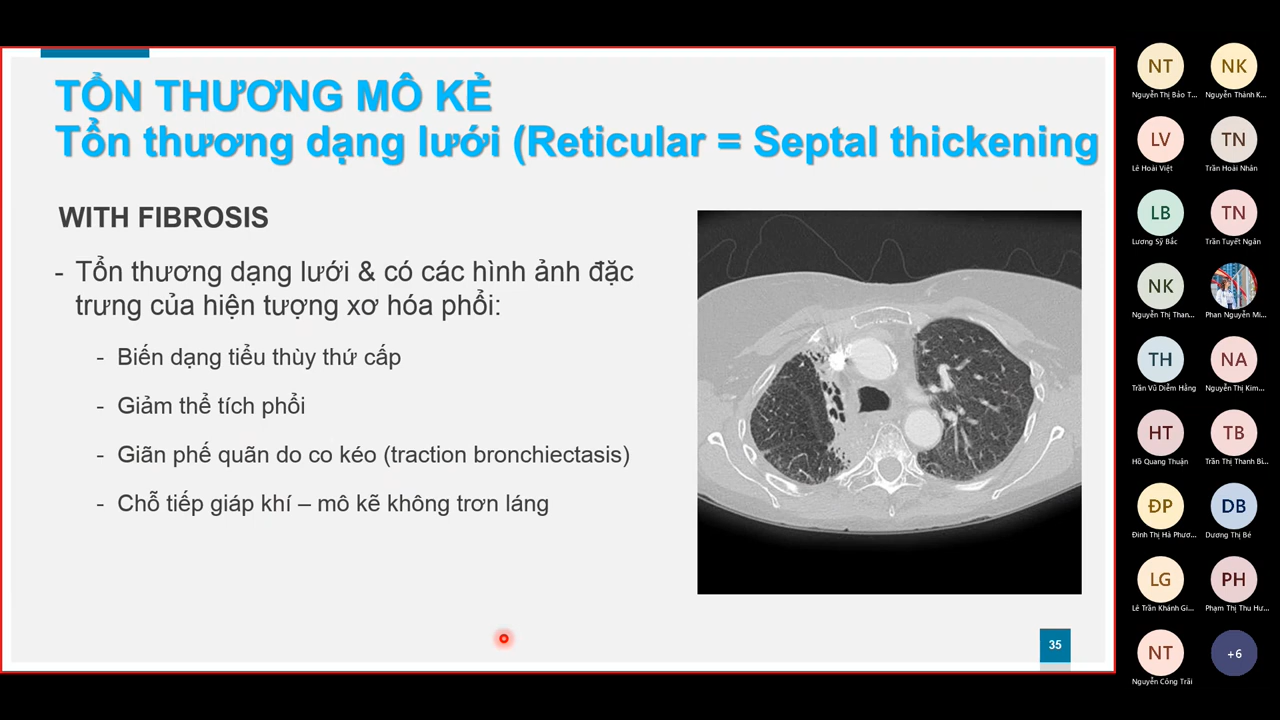 TỔN THƯƠNG MÔ KẺ
Tổn thương dạng lưới (Reticular = Septal thickening
WITH FIBROSIS
- Tổn thương dạng lưới & có các hình ảnh đặc
trưng của hiện tượng xơ hóa phổi:
- Biến dạng tiểu thùy thứ cấp
- Giảm thể tích phổi
- Giãn phế quãn do co kéo (traction bronchiectasis)
- Chỗ tiếp giáp khí – mô kẽ không trơn láng
35
NT NK
Nguyễn Thị Bảo T... Nguyễn Thành K...
LV TN
Lê Hoài Việt Trần Hoài Nhân
LB TN
Lương Sỹ Bắc Trần Tuyết Ngân
NK
Nguyễn Thị Than... Phan Nguyễn Mi...
TH NA
Trần Vũ Diễm Hằng Nguyễn Thị Kim...
HT TB
Hồ Quang Thuận Trần Thị Thanh Bi...
ĐP DB
Đinh Thị Hà Phươ... Dương Thị Bé
LG PH
Lê Trần Khánh Gi... Phạm Thị Thu Hư...
NT +6
Nguyễn Công Trãi